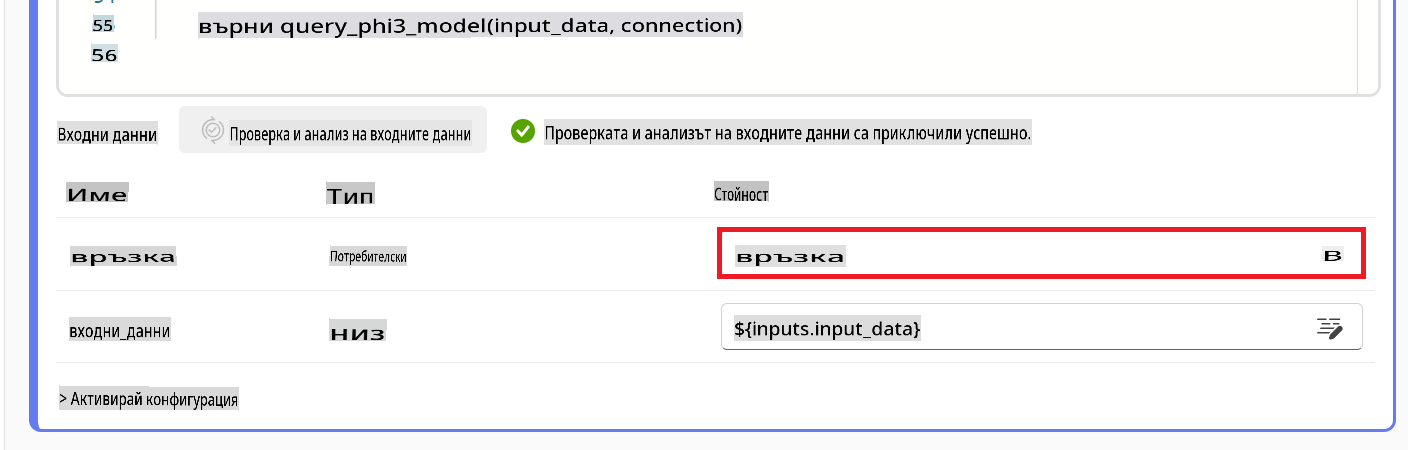 55 върни query_phi3_model(input_data, connection)
56
Входни данни Проверка и анализ на входните данни Проверката и анализът на входните данни са приключили успешно.
Име Тип Стойност
връзка Потребителски връзка В
входни_данни низ ${inputs.input_data}
> Активирай конфигурация